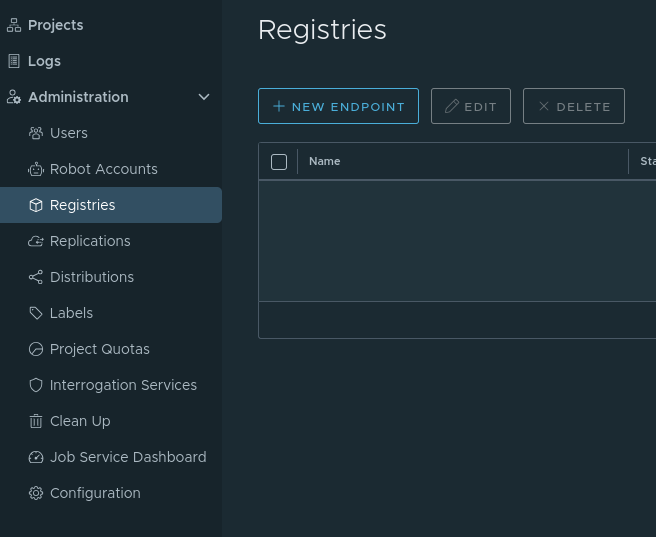 Projects
Logs
Administration
Users
Robot Accounts
Registries
Replications
Distributions
Labels
Project Quotas
Interrogation Services
Clean Up
Job Service Dashboard
Configuration
Registries
NEW ENDPOINT EDIT DELETE
Name Sta